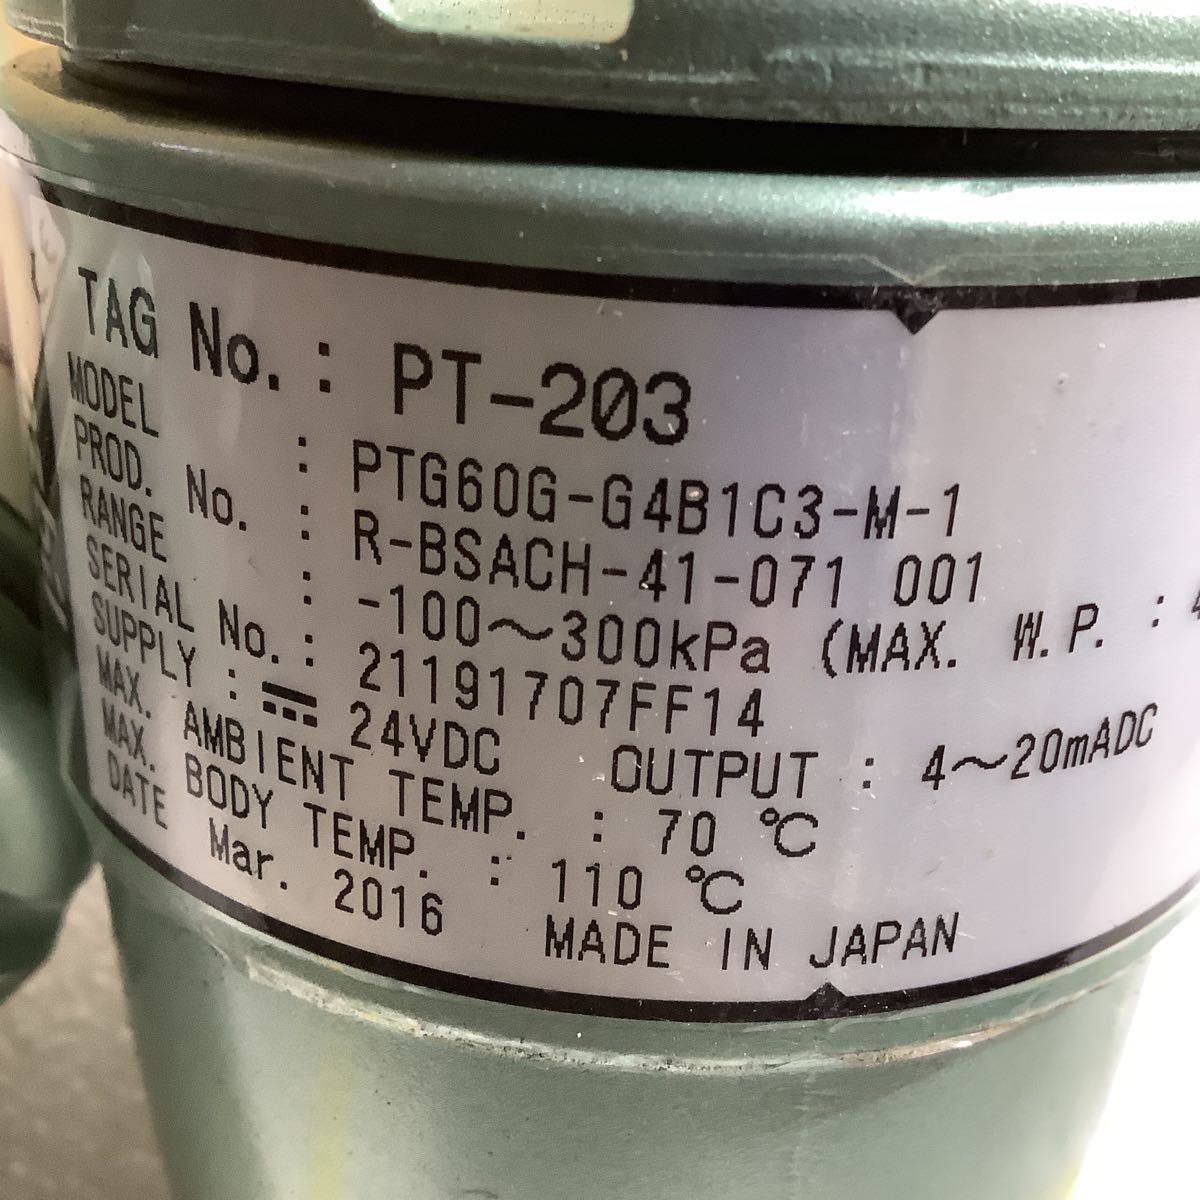 TAG No. : PT-203
MODEL : PTG60G-G4B1C3-M-1
PROD. No. : R-BSACH-41-071 001
RANGE : -100～300kPa (MAX. W.P. :
SERIAL No. : 21191707FF14
SUPPLY : ⎓ 24VDC OUTPUT : 4～20mADC
MAX. AMBIENT TEMP. : 70 ℃
MAX. BODY TEMP. : 110 ℃
DATE Mar. 2016 MADE IN JAPAN